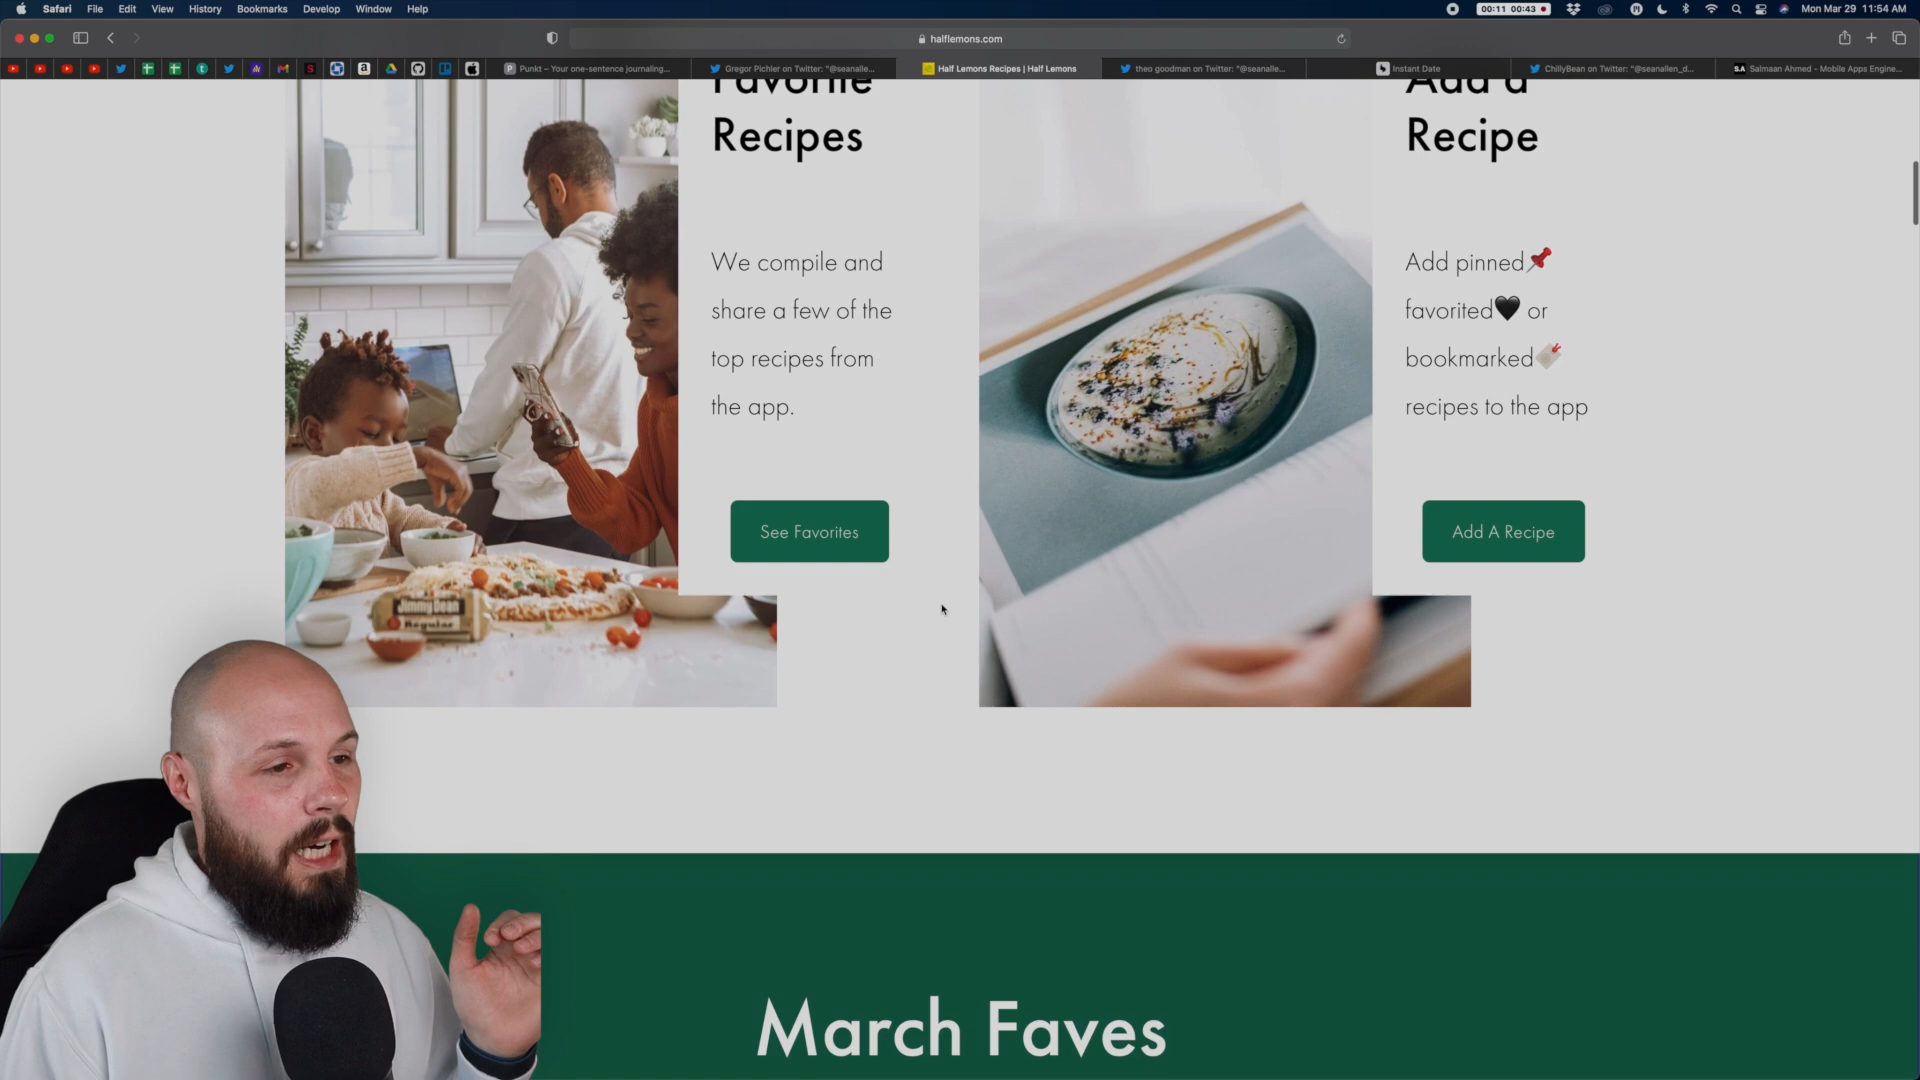 Safari File Edit View History Bookmarks Develop Window Help
00:11 00:43
Mon Mar 29 11:54 AM
halflemons.com
Punkt – Your one-sentence journaling...
Gregor Pichler on Twitter: "@seanalle...
Half Lemons Recipes | Half Lemons
theo goodman on Twitter: "@seanalle...
Instant Date
ChillyBean on Twitter: "@seanallen_d...
S.A Salmaan Ahmed - Mobile Apps Engine...
Favorite
Recipes
We compile and
share a few of the
top recipes from
the app.
See Favorites
Jimmy Dean
Regular
Add a
Recipe
Add pinned📌
favorited🖤 or
bookmarked🔖
recipes to the app
Add A Recipe
March Faves